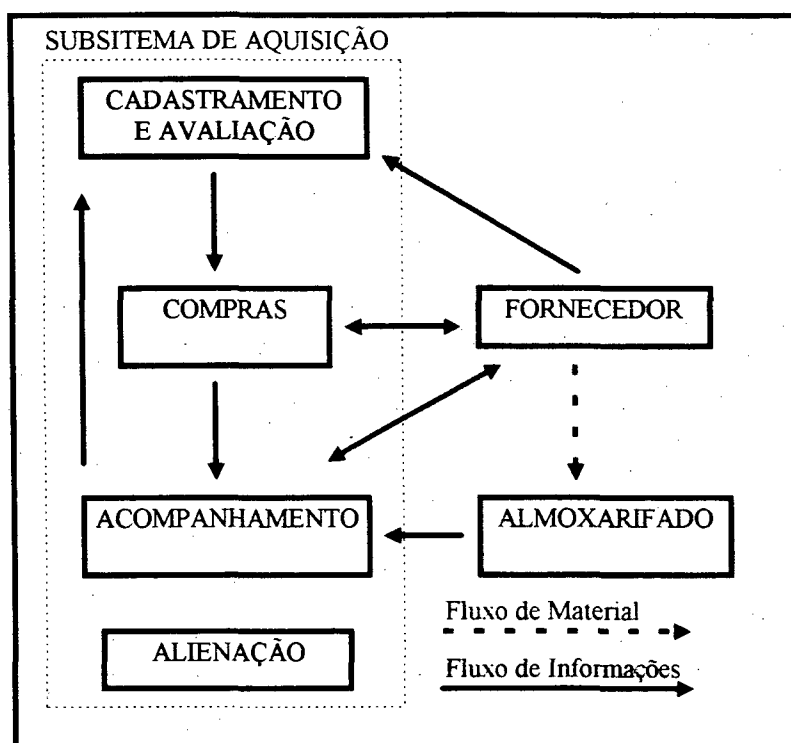 SUBSITEMA DE AQUISIÇÃO
CADASTRAMENTO
E AVALIAÇÃO
COMPRAS
FORNECEDOR
ACOMPANHAMENTO
ALMOXARIFADO
ALIENAÇÃO
Fluxo de Material
Fluxo de Informações